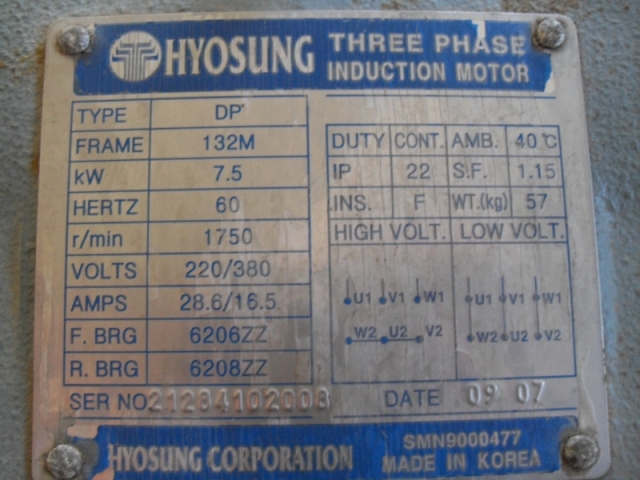 HYOSUNG THREE PHASE
INDUCTION MOTOR
TYPE DP
FRAME 132M
kW 7.5
HERTZ 60
r/min 1750
VOLTS 220/380
AMPS 28.6/16.5
F. BRG 6206ZZ
R. BRG 6208ZZ
DUTY CONT. AMB. 40°C
IP 22 S.F. 1.15
INS. F WT.(kg) 57
HIGH VOLT. LOW VOLT.
U1 V1 W1 U1 V1 W1
W2 U2 V2 W2 U2 V2
SER NO 21284102008 DATE 09 07
HYOSUNG CORPORATION
SMN9000477
MADE IN KOREA